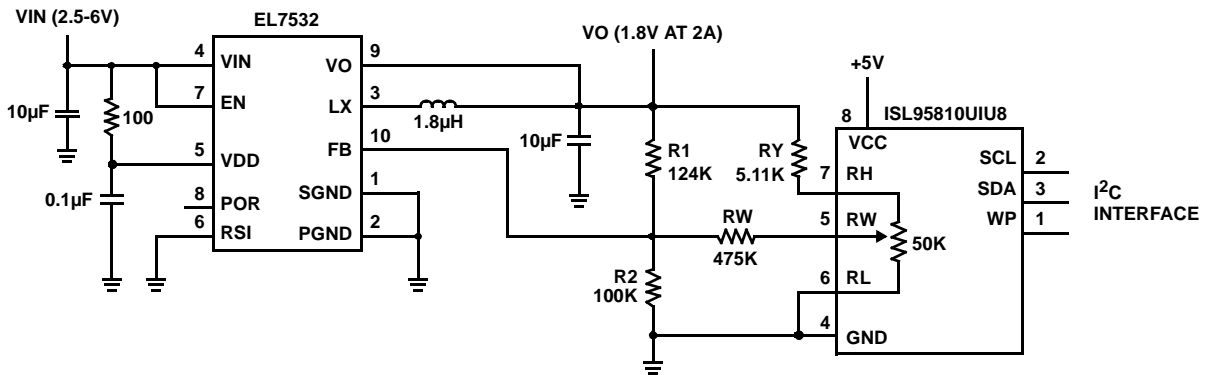 VIN (2.5-6V)
EL7532
VO (1.8V AT 2A)
4 VIN
VO 9
10µF
100
7 EN
LX 3
1.8µH
FB 10
5 VDD
0.1µF
8 POR
SGND 1
6 RSI
PGND 2
10µF
R1
124K
RY
5.11K
+5V
8
ISL95810UIU8
VCC
7 RH
SCL 2
SDA 3
WP 1
I²C
INTERFACE
RW
475K
5 RW
50K
R2
100K
6 RL
4 GND